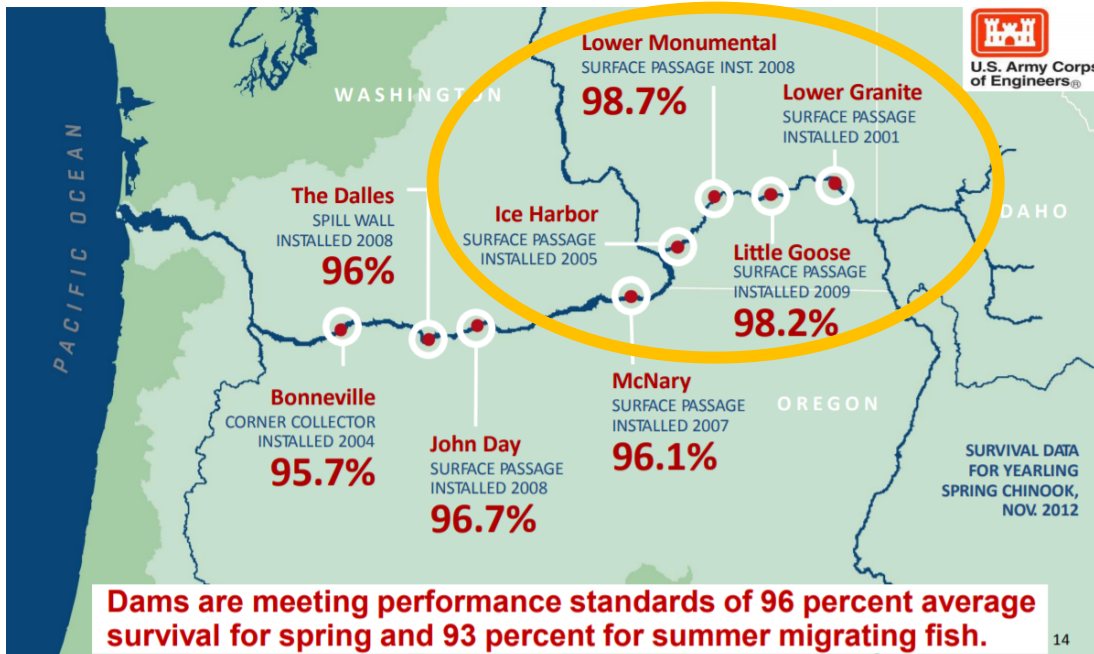 Lower Monumental
SURFACE PASSAGE INST. 2008
98.7%
U.S. Army Corps
of Engineers®
WASHINGTON
Lower Granite
SURFACE PASSAGE
INSTALLED 2001
PACIFIC OCEAN
The Dalles
SPILL WALL
INSTALLED 2008
96%
Ice Harbor
SURFACE PASSAGE
INSTALLED 2005
DAHO
Little Goose
SURFACE PASSAGE
INSTALLED 2009
98.2%
Bonneville
CORNER COLLECTOR
INSTALLED 2004
95.7%
John Day
SURFACE PASSAGE
INSTALLED 2008
96.7%
McNary
SURFACE PASSAGE
INSTALLED 2007
96.1%
OREGON
SURVIVAL DATA
FOR YEARLING
SPRING CHINOOK,
NOV. 2012
Dams are meeting performance standards of 96 percent average
survival for spring and 93 percent for summer migrating fish.
14